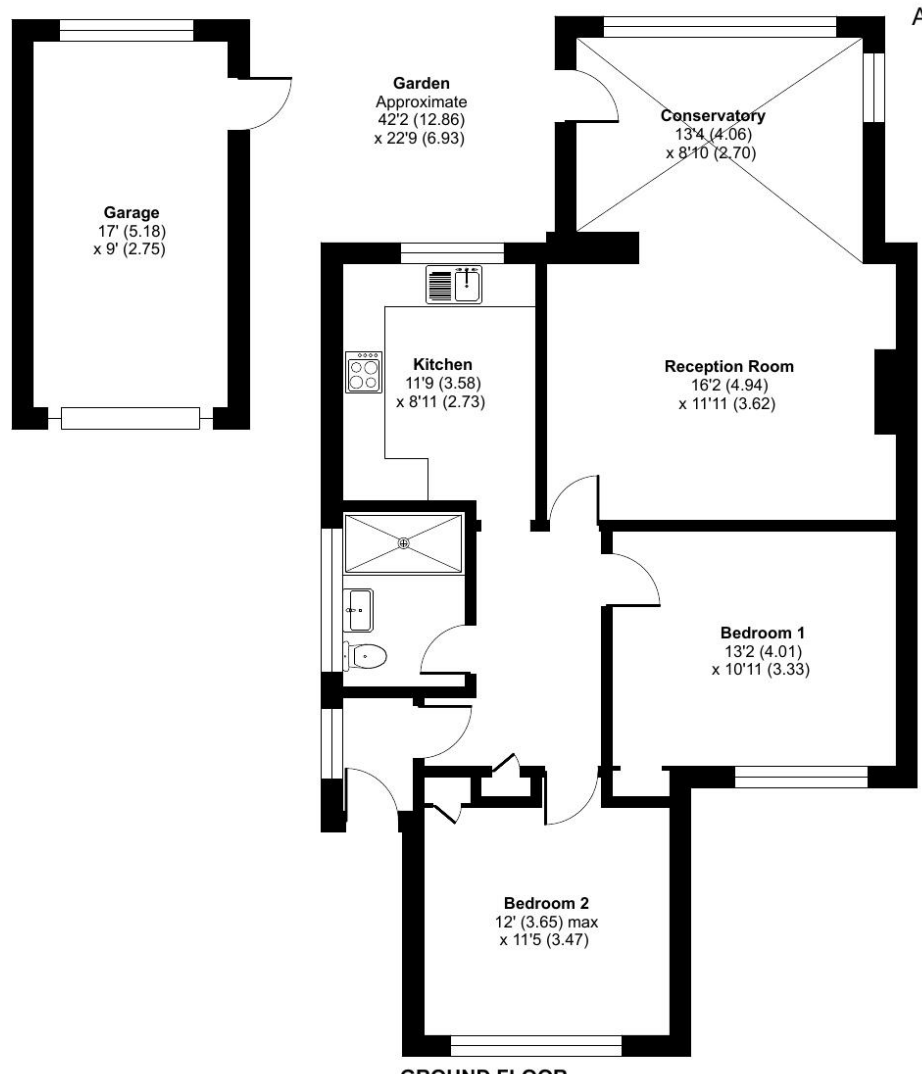 A
Garden
Approximate
42'2 (12.86)
x 22'9 (6.93)
Conservatory
13'4 (4.06)
x 8'10 (2.70)
Garage
17' (5.18)
x 9' (2.75)
Kitchen
11'9 (3.58)
x 8'11 (2.73)
Reception Room
16'2 (4.94)
x 11'11 (3.62)
Bedroom 1
13'2 (4.01)
x 10'11 (3.33)
Bedroom 2
12' (3.65) max
x 11'5 (3.47)
GROUND FLOOR